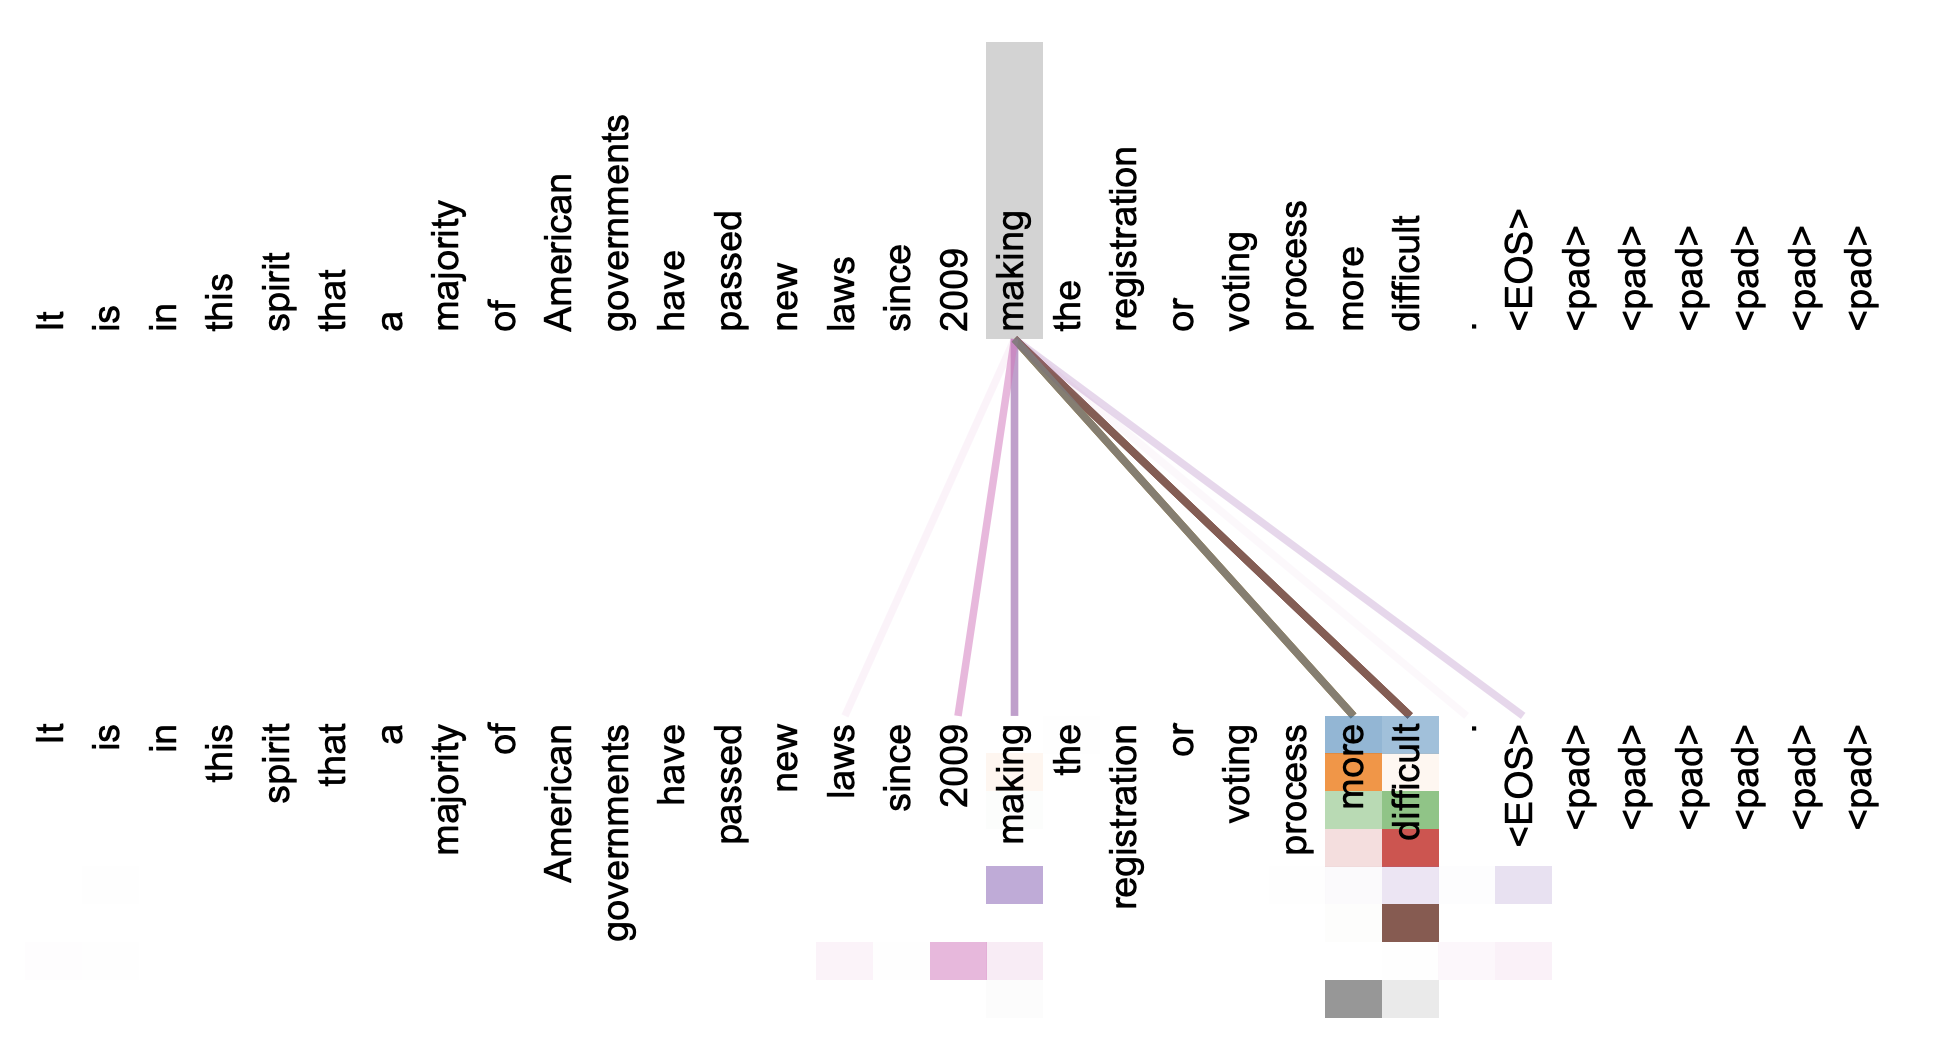 It is in this spirit that a majority of American governments have passed new laws since 2009 making the registration or voting process more difficult . <EOS> <pad> <pad> <pad> <pad> <pad> <pad>
It is in this spirit that a majority of American governments have passed new laws since 2009 making the registration or voting process more difficult . <EOS> <pad> <pad> <pad> <pad> <pad> <pad>